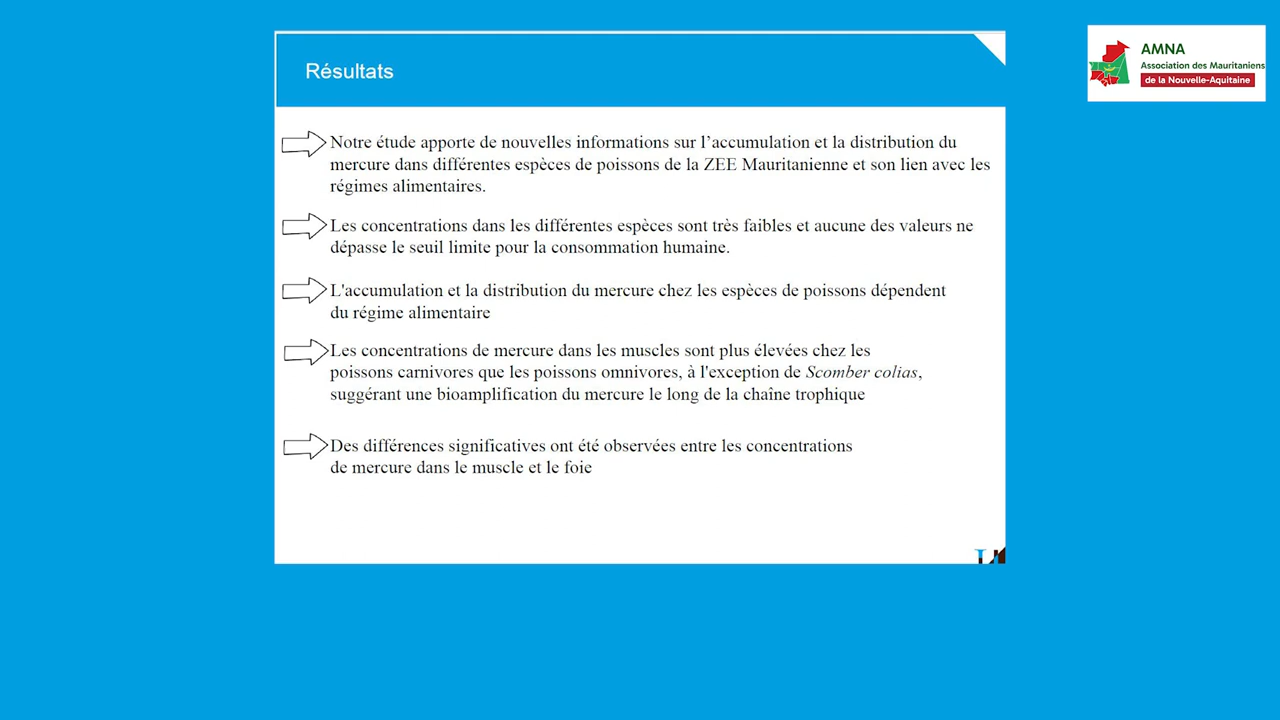 Résultats
AMNA
Association des Mauritaniens
de la Nouvelle-Aquitaine
Notre étude apporte de nouvelles informations sur l’accumulation et la distribution du
mercure dans différentes espèces de poissons de la ZEE Mauritanienne et son lien avec les
régimes alimentaires.
Les concentrations dans les différentes espèces sont très faibles et aucune des valeurs ne
dépasse le seuil limite pour la consommation humaine.
L'accumulation et la distribution du mercure chez les espèces de poissons dépendent
du régime alimentaire
Les concentrations de mercure dans les muscles sont plus élevées chez les
poissons carnivores que les poissons omnivores, à l'exception de Scomber colias,
suggérant une bioamplification du mercure le long de la chaîne trophique
Des différences significatives ont été observées entre les concentrations
de mercure dans le muscle et le foie